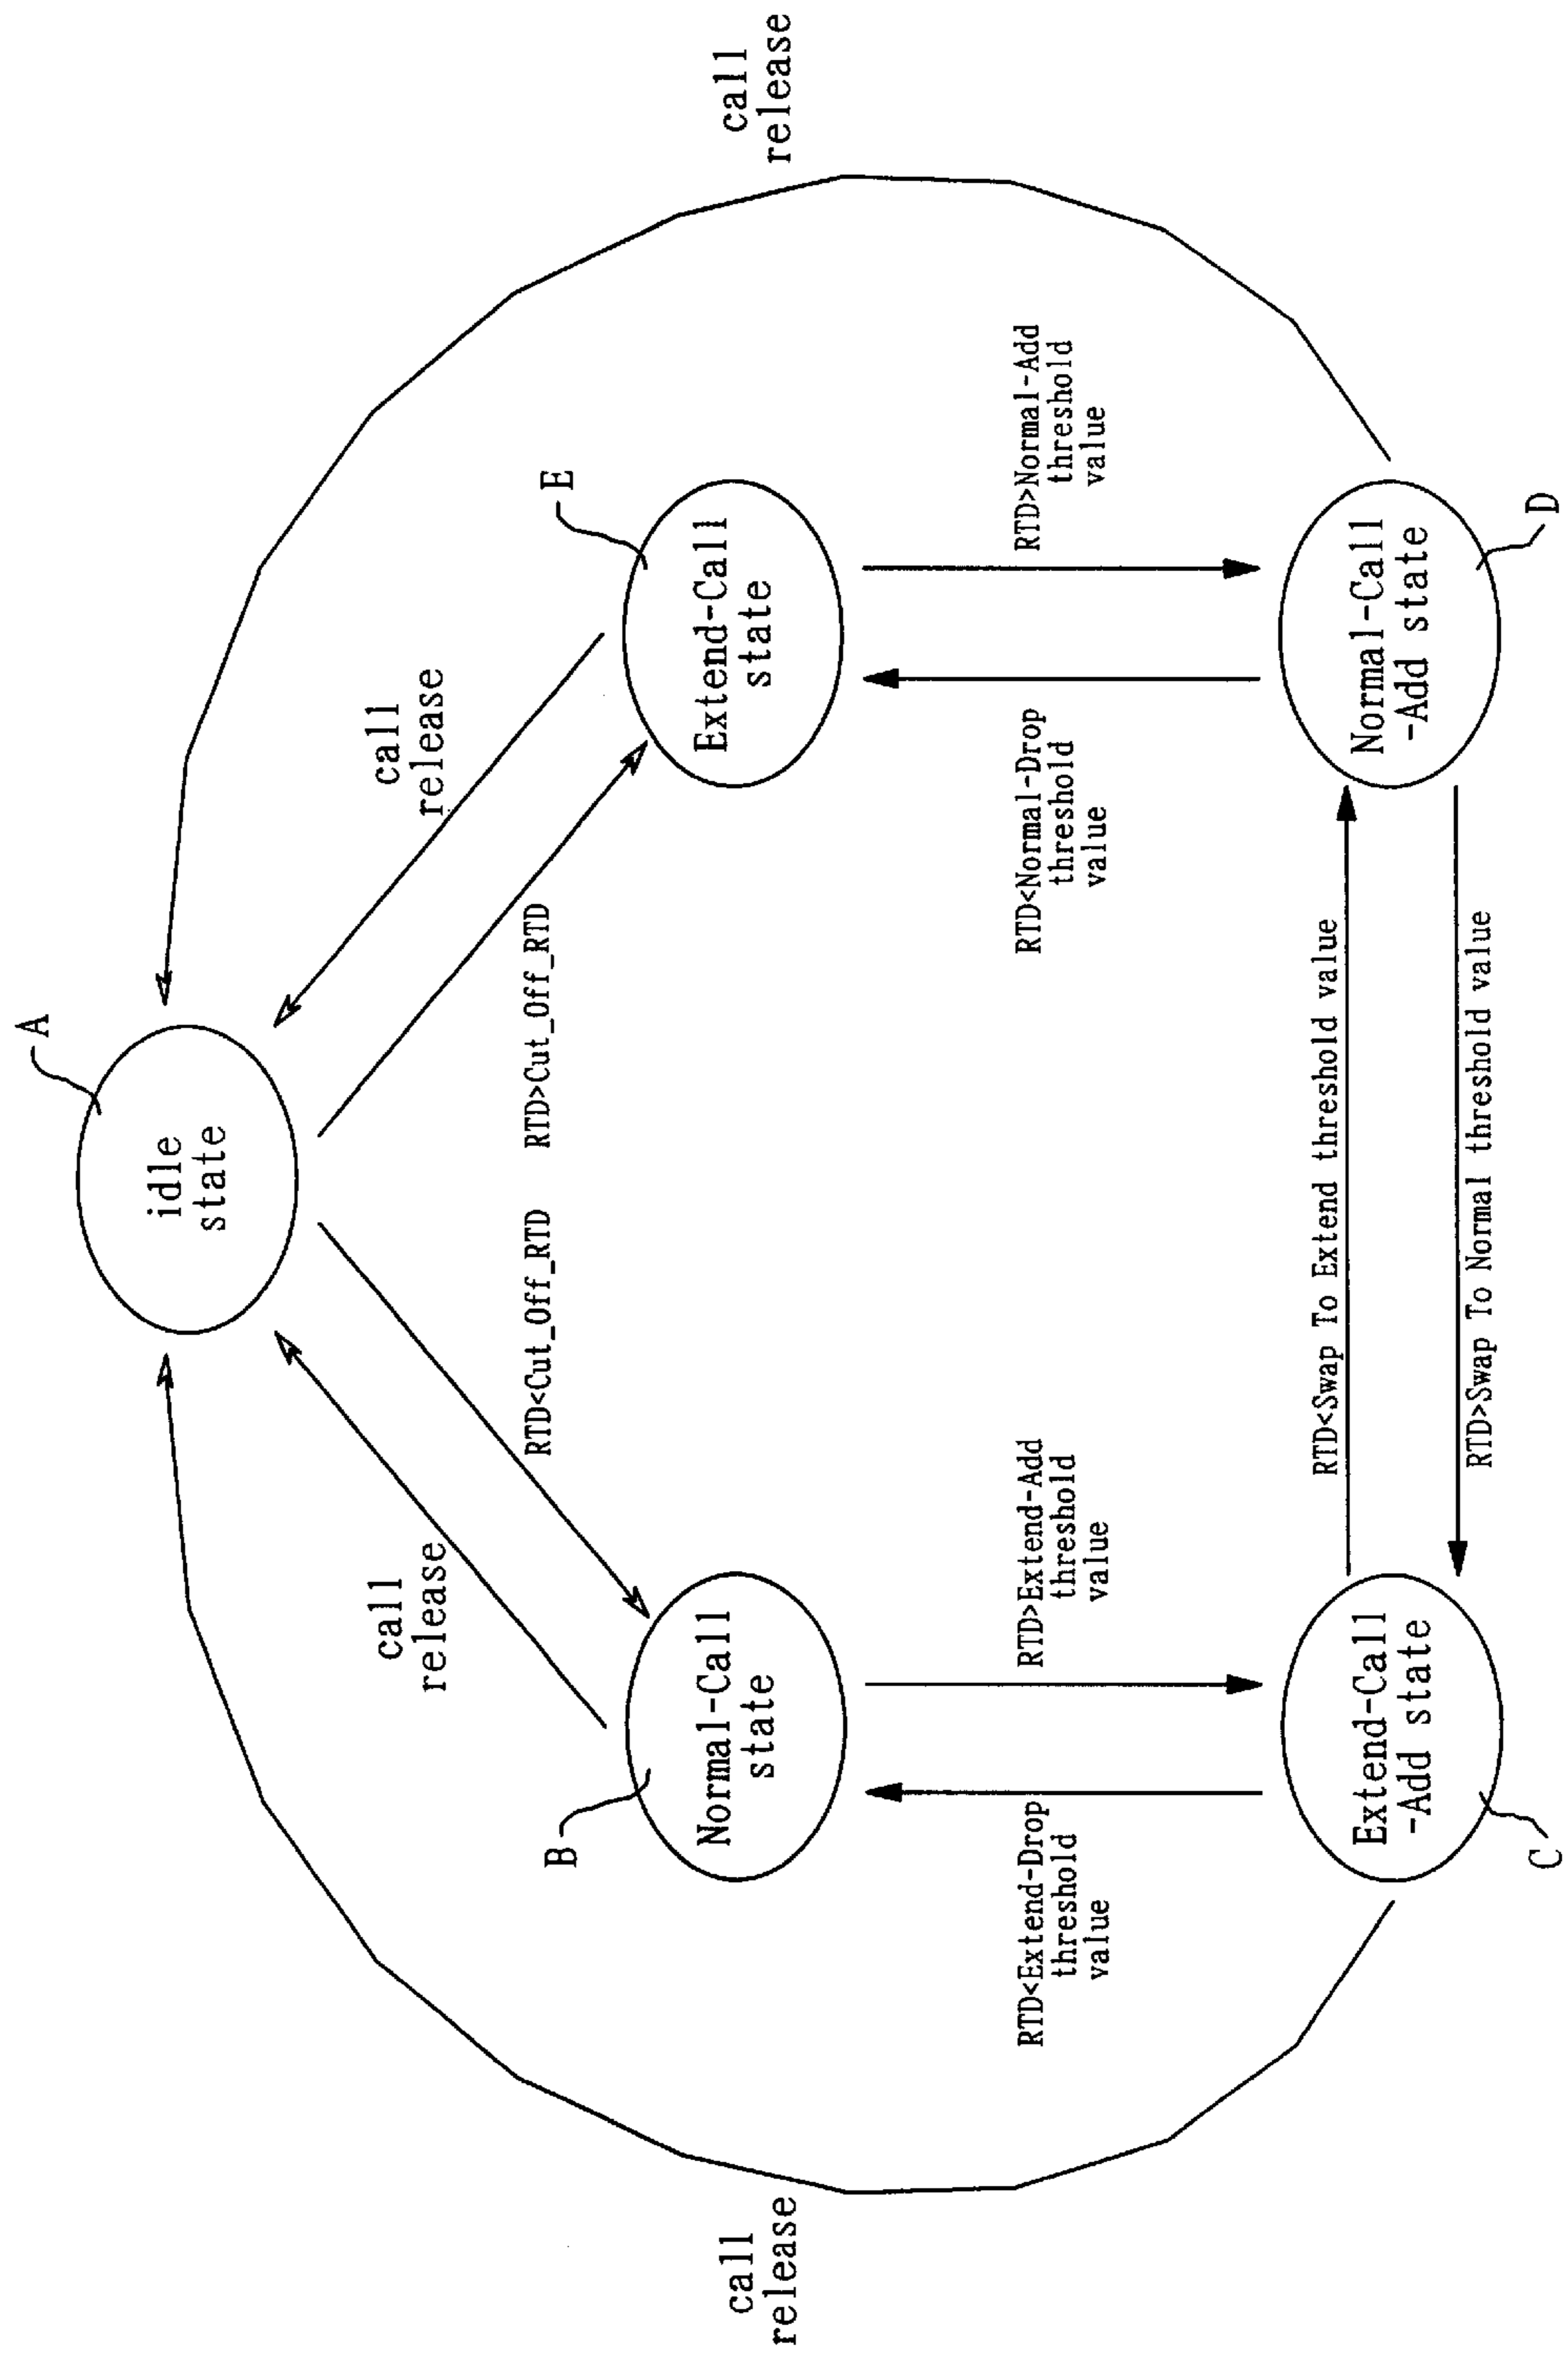 A
idle
state
call
release
call
release
RTD<Cut_Off_RTD
RTD>Cut_Off_RTD
call
release
call
release
B
Normal-Call
state
E
Extend-Call
state
RTD<Extend-Drop
threshold
value
RTD>Extend-Add
threshold
value
RTD<Normal-Drop
threshold
value
RTD>Normal-Add
threshold
value
RTD<Swap To Extend threshold value
RTD>Swap To Normal threshold value
Extend-Call
-Add state
C
Normal-Call
-Add state
D